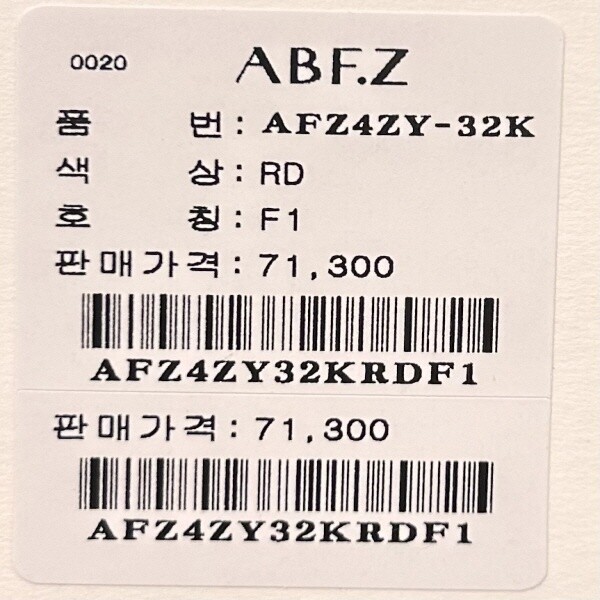 0020 ABF.Z
품 번 : AFZ4ZY-32K
색 상 : RD
호 칭 : F1
판매가격 : 71,300
AFZ4ZY32KRDF1
판매가격 : 71,300
AFZ4ZY32KRDF1